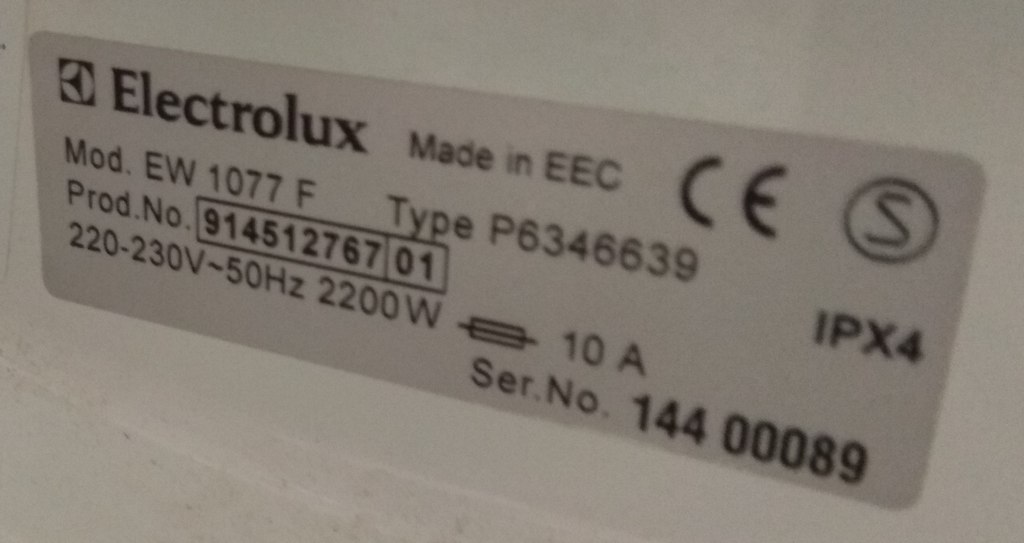 Electrolux Made in EEC CE S
Mod. EW 1077 F Type P6346639
Prod.No. 914512767 01
220-230V~50Hz 2200W 10 A IPX4
Ser.No. 144 00089